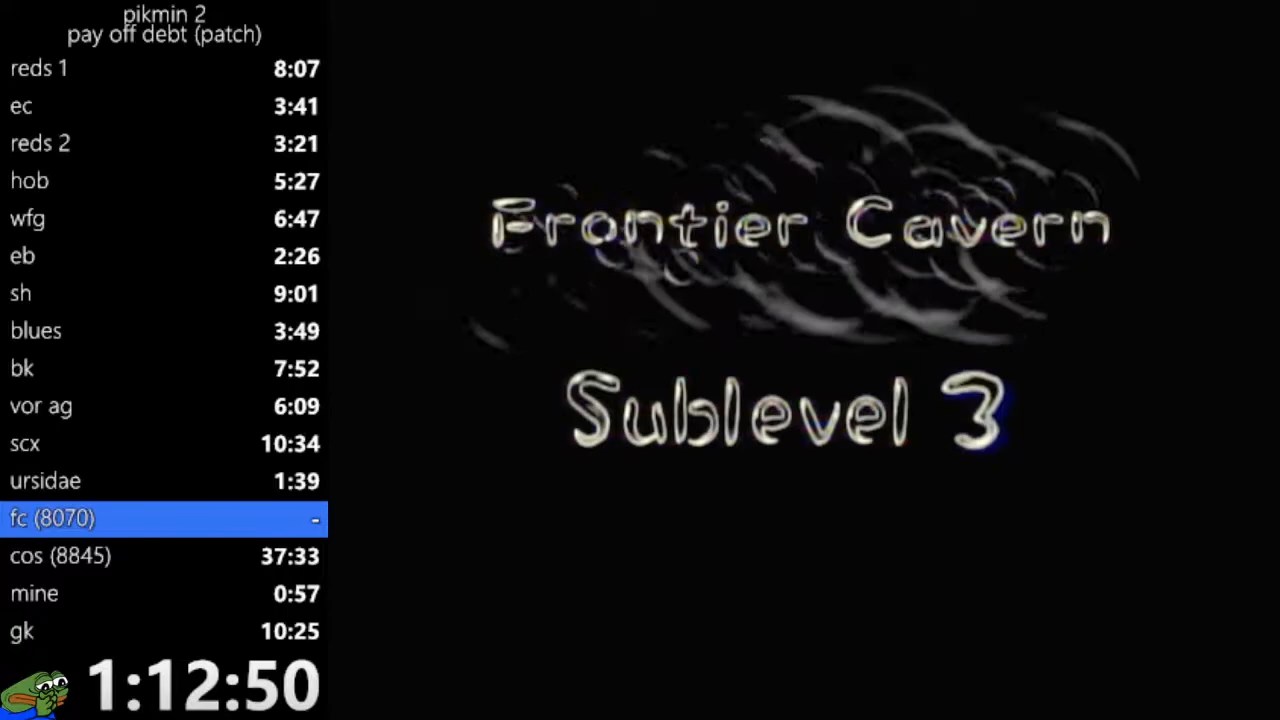 pikmin 2
pay off debt (patch)
reds 1 8:07
ec 3:41
reds 2 3:21
hob 5:27
wfg 6:47
eb 2:26
sh 9:01
blues 3:49
bk 7:52
vor ag 6:09
scx 10:34
ursidae 1:39
fc (8070) -
cos (8845) 37:33
mine 0:57
gk 10:25
1:12:50
Frontier Cavern
Sublevel 3